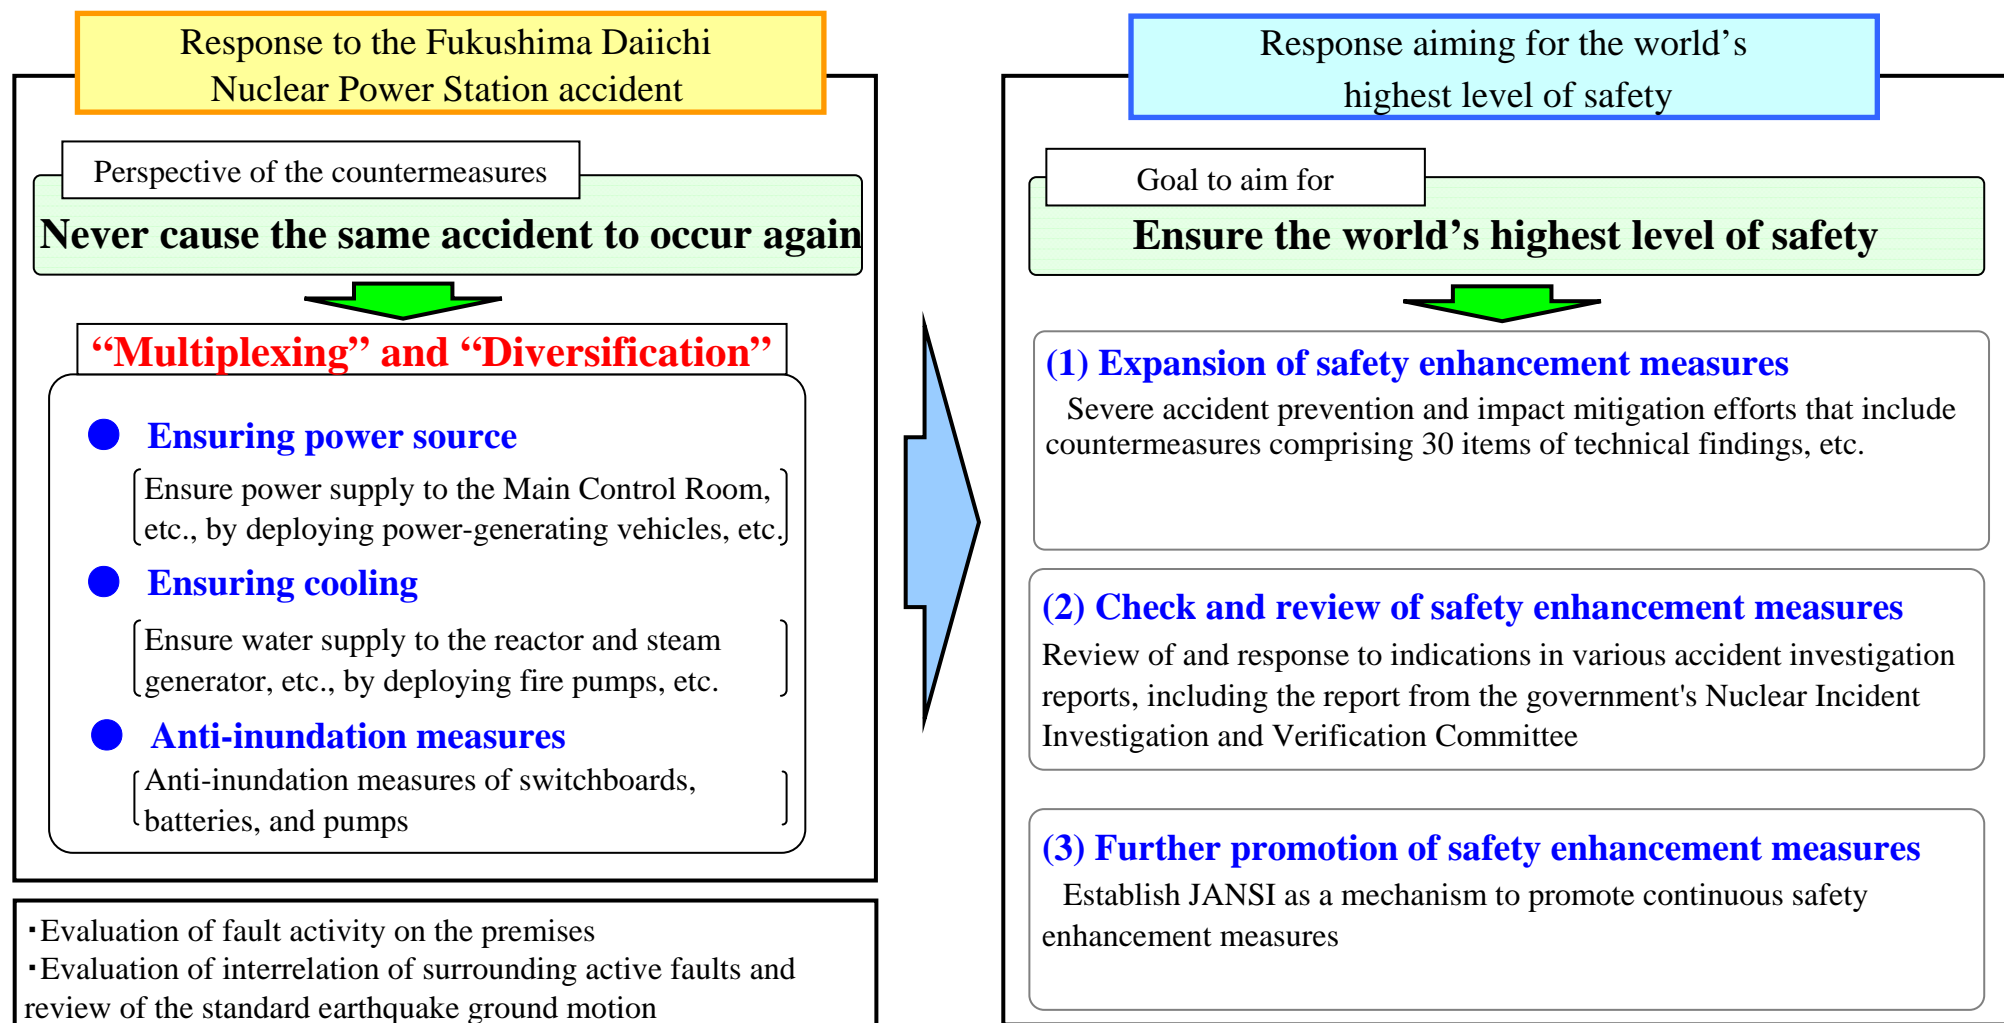 Response to the Fukushima Daiichi
Nuclear Power Station accident
Perspective of the countermeasures
Never cause the same accident to occur again
“Multiplexing” and “Diversification”
● Ensuring power source
Ensure power supply to the Main Control Room,
etc., by deploying power-generating vehicles, etc.
● Ensuring cooling
Ensure water supply to the reactor and steam
generator, etc., by deploying fire pumps, etc.
● Anti-inundation measures
Anti-inundation measures of switchboards,
batteries, and pumps
・Evaluation of fault activity on the premises
・Evaluation of interrelation of surrounding active faults and
review of the standard earthquake ground motion
Response aiming for the world’s
highest level of safety
Goal to aim for
Ensure the world’s highest level of safety
(1) Expansion of safety enhancement measures
Severe accident prevention and impact mitigation efforts that include
countermeasures comprising 30 items of technical findings, etc.
(2) Check and review of safety enhancement measures
Review of and response to indications in various accident investigation
reports, including the report from the government's Nuclear Incident
Investigation and Verification Committee
(3) Further promotion of safety enhancement measures
Establish JANSI as a mechanism to promote continuous safety
enhancement measures